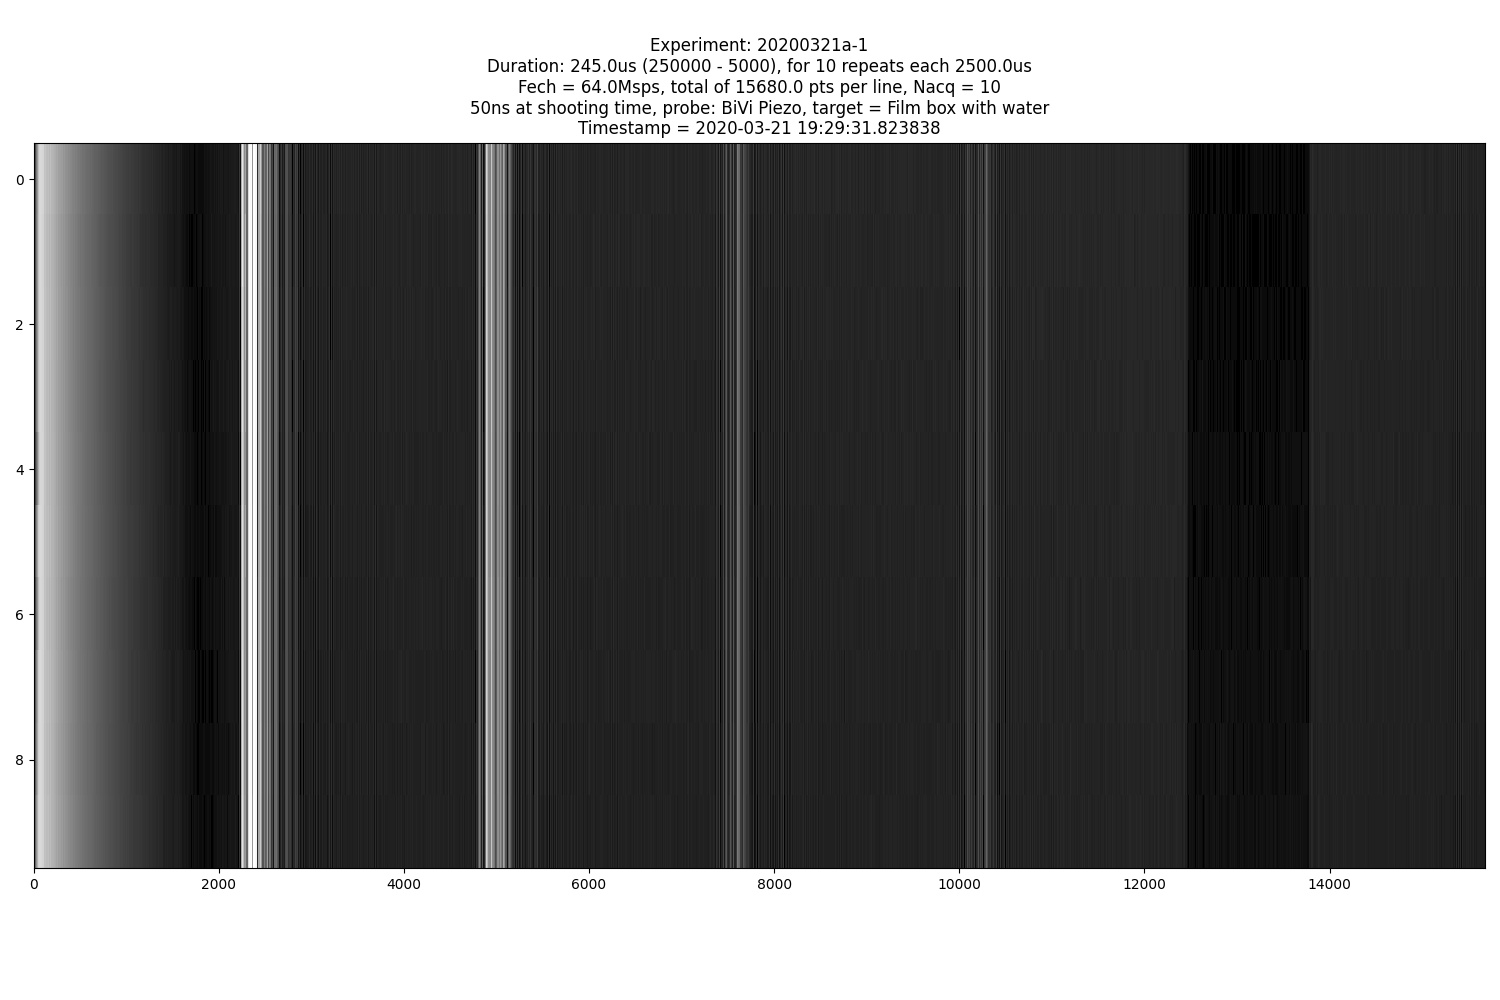 Experiment: 20200321a-1
Duration: 245.0us (250000 - 5000), for 10 repeats each 2500.0us
Fech = 64.0Msps, total of 15680.0 pts per line, Nacq = 10
50ns at shooting time, probe: BiVi Piezo, target = Film box with water
Timestamp = 2020-03-21 19:29:31.823838
0
2
4
6
8
0 2000 4000 6000 8000 10000 12000 14000